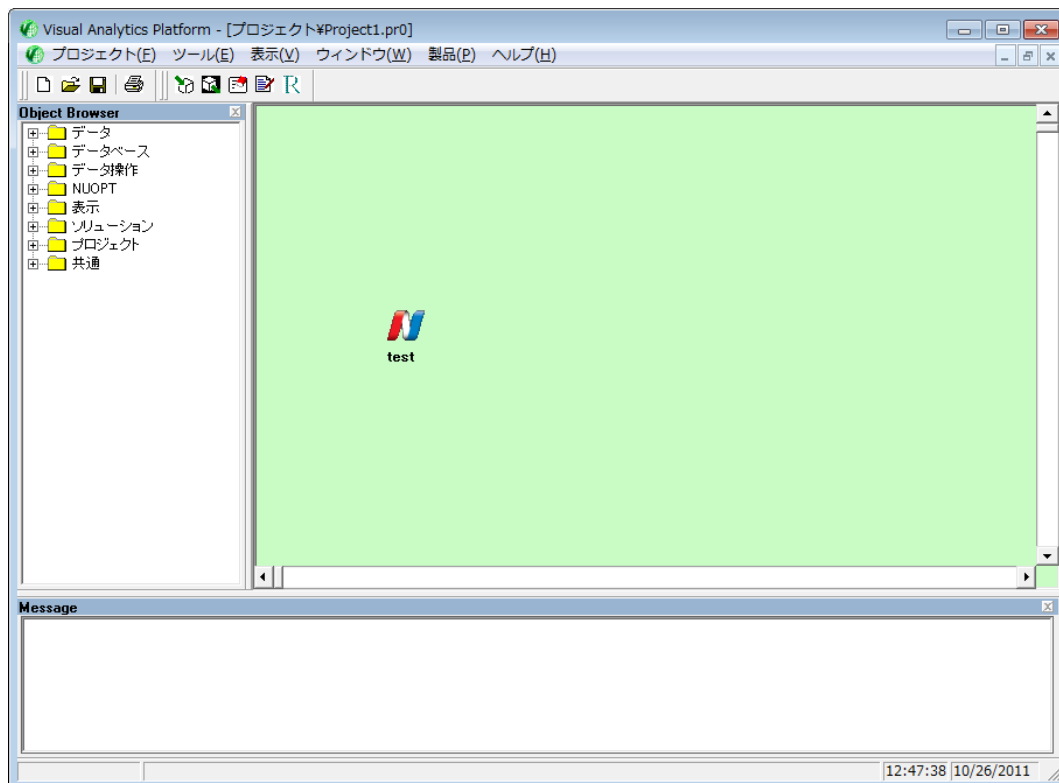 Visual Analytics Platform - [プロジェクト¥Project1.pr0]
プロジェクト(F) ツール(E) 表示(V) ウィンドウ(W) 製品(P) ヘルプ(H)
Object Browser
データ
データベース
データ操作
NUOPT
表示
ソリューション
プロジェクト
共通
test
Message
12:47:38 10/26/2011